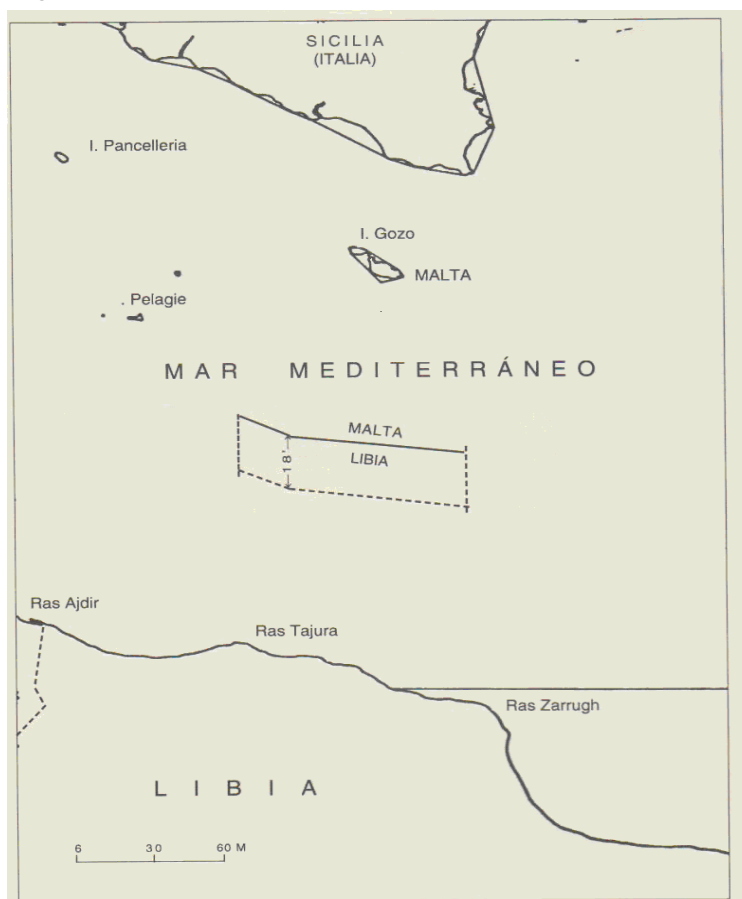 SICILIA
(ITALIA)
I. Pancelleria
I. Gozo
MALTA
. Pelagie
MAR MEDITERRÁNEO
MALTA
18'
LIBIA
Ras Ajdir
Ras Tajura
Ras Zarrugh
LIBIA
6 30 60 M